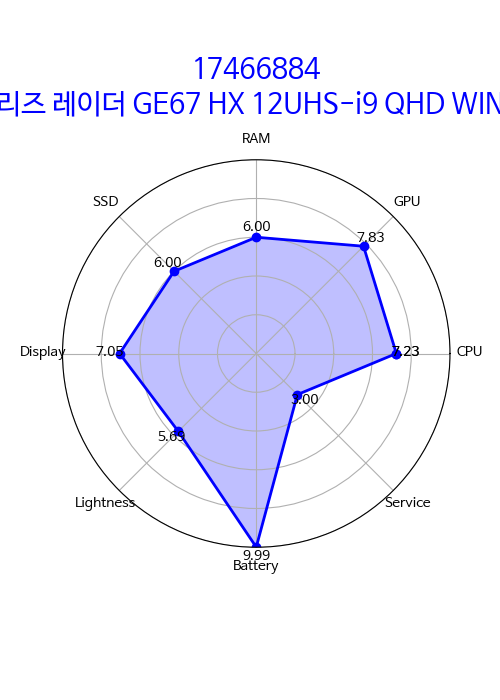 17466884
리즈 레이더 GE67 HX 12UHS-i9 QHD WIN
RAM
SSD
GPU
6.00
7.83
6.00
Display
7.05
7.23
CPU
3.00
5.69
Lightness
Service
9.99
Battery